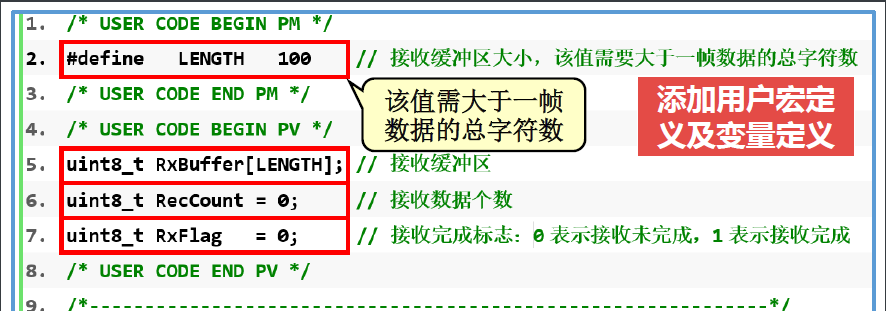 1. /* USER CODE BEGIN PM */
2. #define LENGTH 100 // 接收缓冲区大小，该值需要大于一帧数据的总字符数
3. /* USER CODE END PM */
该值需大于一帧
数据的总字符数
添加用户宏定
义及变量定义
4. /* USER CODE BEGIN PV */
5. uint8_t RxBuffer[LENGTH]; // 接收缓冲区
6. uint8_t RecCount = 0; // 接收数据个数
7. uint8_t RxFlag = 0; // 接收完成标志：0 表示接收未完成，1 表示接收完成
8. /* USER CODE END PV */
9. /*----------------------------------------------------------------*/